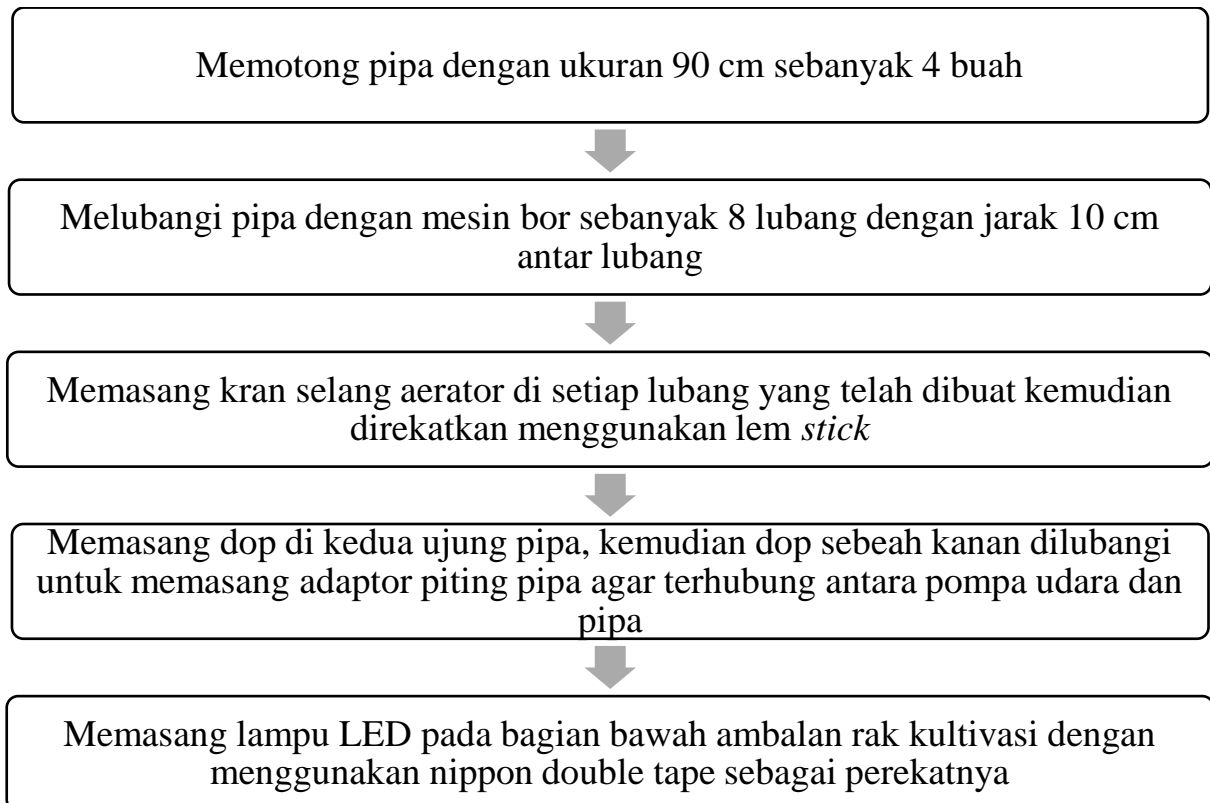 Memotong pipa dengan ukuran 90 cm sebanyak 4 buah
Melubangi pipa dengan mesin bor sebanyak 8 lubang dengan jarak 10 cm
antar lubang
Memasang kran selang aerator di setiap lubang yang telah dibuat kemudian
direkatkan menggunakan lem stick
Memasang dop di kedua ujung pipa, kemudian dop sebeah kanan dilubangi
untuk memasang adaptor piting pipa agar terhubung antara pompa udara dan
pipa
Memasang lampu LED pada bagian bawah ambalan rak kultivasi dengan
menggunakan nippon double tape sebagai perekatnya